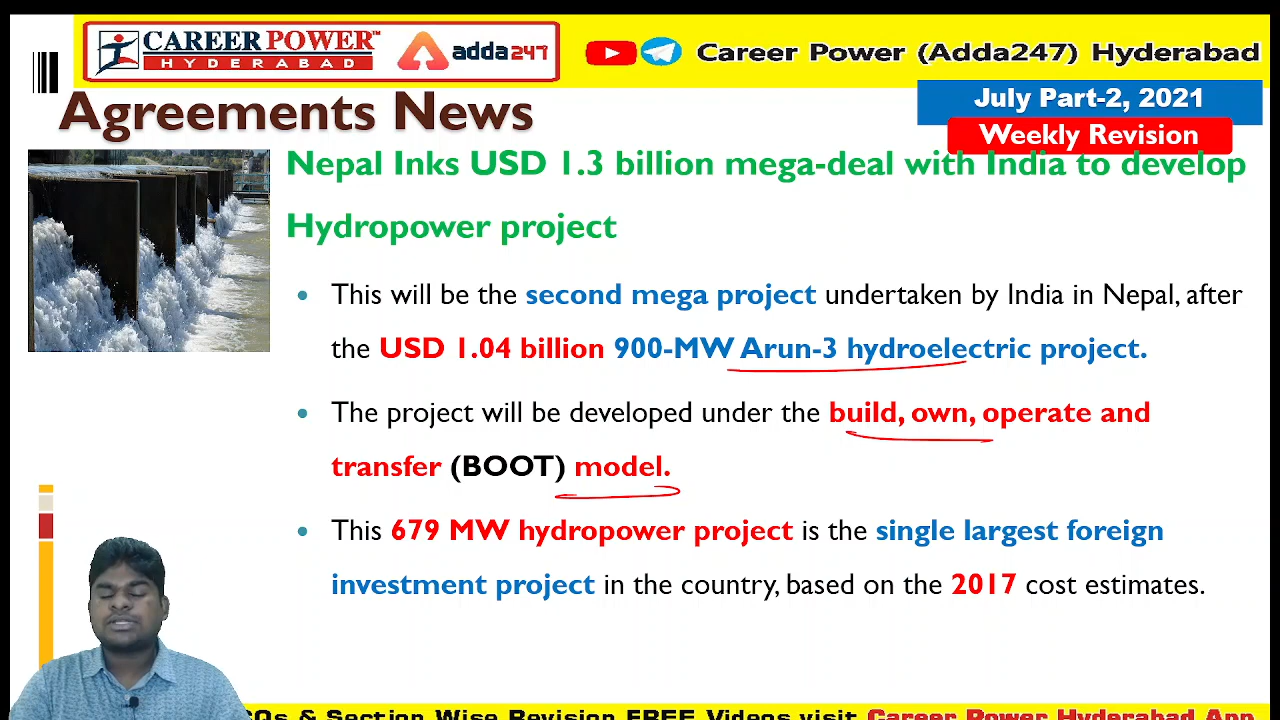 CAREER POWER™
HYDERABAD
adda247
Career Power (Adda247) Hyderabad
Agreements News
July Part-2, 2021
Weekly Revision
Nepal Inks USD 1.3 billion mega-deal with India to develop
Hydropower project
• This will be the second mega project undertaken by India in Nepal, after
the USD 1.04 billion 900-MW Arun-3 hydroelectric project.
• The project will be developed under the build, own, operate and
transfer (BOOT) model.
• This 679 MW hydropower project is the single largest foreign
investment project in the country, based on the 2017 cost estimates.
& Section Wise Revision FREE Videos visit Career Power Hyderabad App